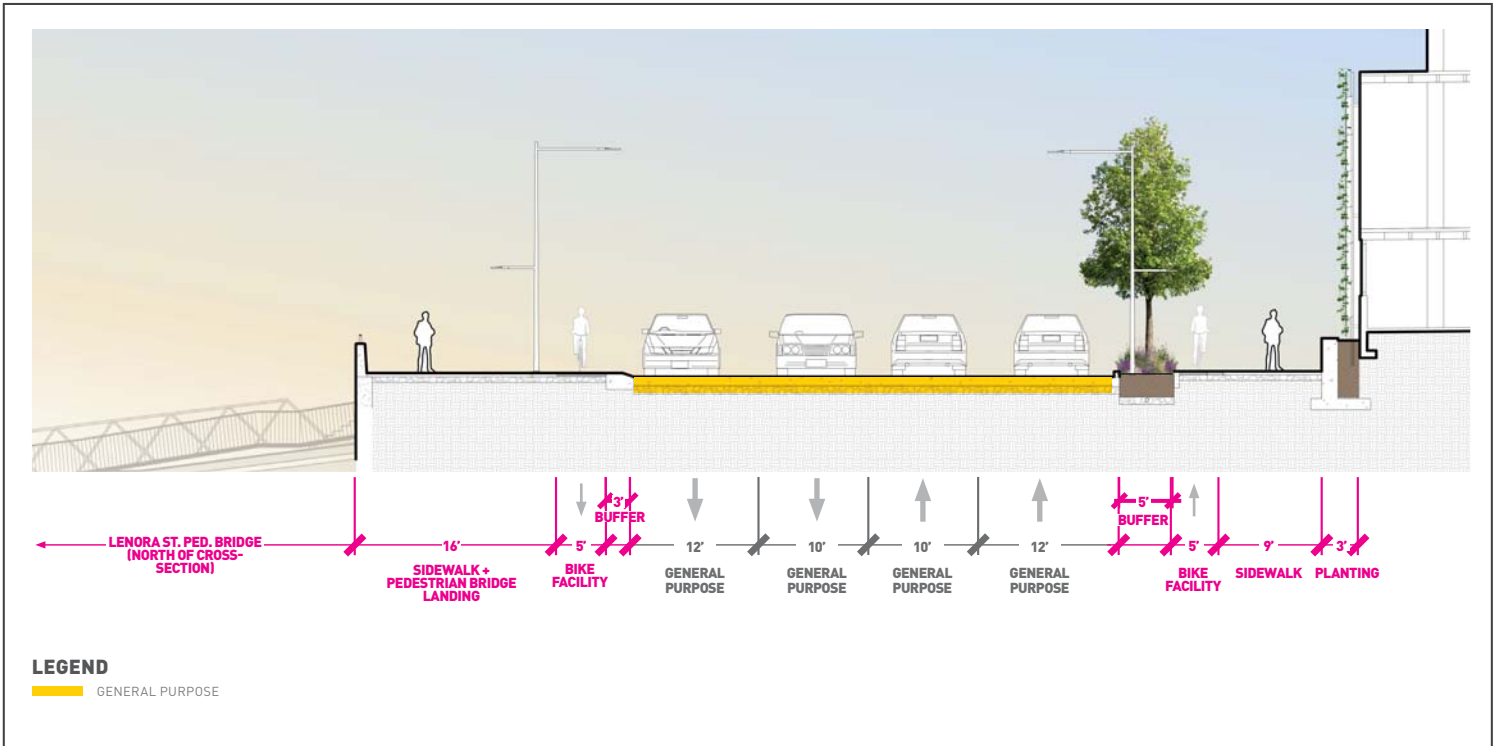 3'
BUFFER
5'
BUFFER
LENORA ST. PED. BRIDGE
(NORTH OF CROSS-
SECTION)
16'
SIDEWALK +
PEDESTRIAN BRIDGE
LANDING
5'
BIKE
FACILITY
12'
GENERAL
PURPOSE
10'
GENERAL
PURPOSE
10'
GENERAL
PURPOSE
12'
GENERAL
PURPOSE
5'
BIKE
FACILITY
9'
SIDEWALK
3'
PLANTING
LEGEND
GENERAL PURPOSE